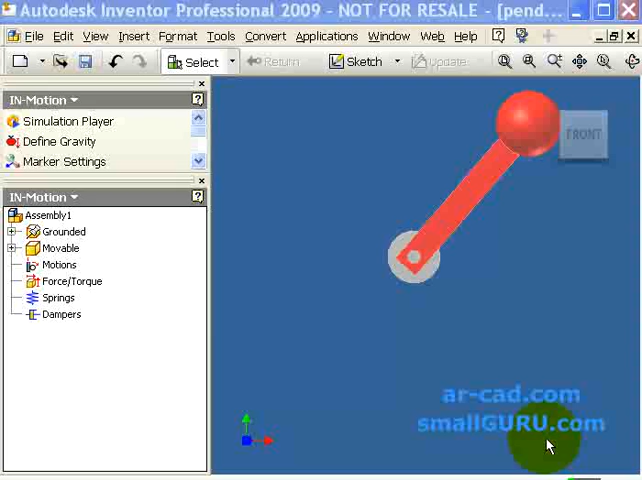 Autodesk Inventor Professional 2009 - NOT FOR RESALE - [pend...
File Edit View Insert Format Tools Convert Applications Window Web Help
Select Return Sketch Update
IN-Motion
Simulation Player
Define Gravity
Marker Settings
IN-Motion
Assembly1
Grounded
Movable
Motions
Force/Torque
Springs
Dampers
FRONT
ar-cad.com
smallGURU.com